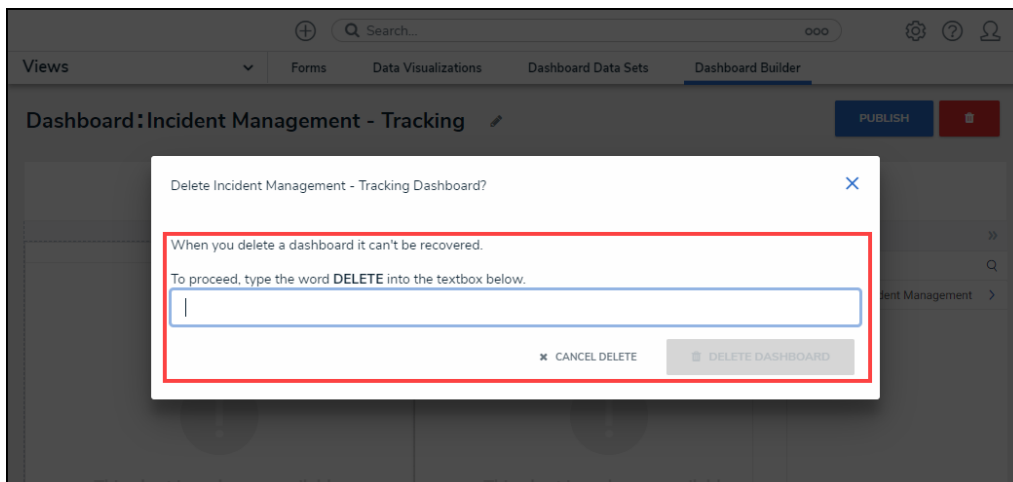 Search... ooo
Views Forms Data Visualizations Dashboard Data Sets Dashboard Builder
Dashboard: Incident Management - Tracking PUBLISH
Delete Incident Management - Tracking Dashboard?
When you delete a dashboard it can't be recovered.
To proceed, type the word DELETE into the textbox below.
dent Management
CANCEL DELETE DELETE DASHBOARD